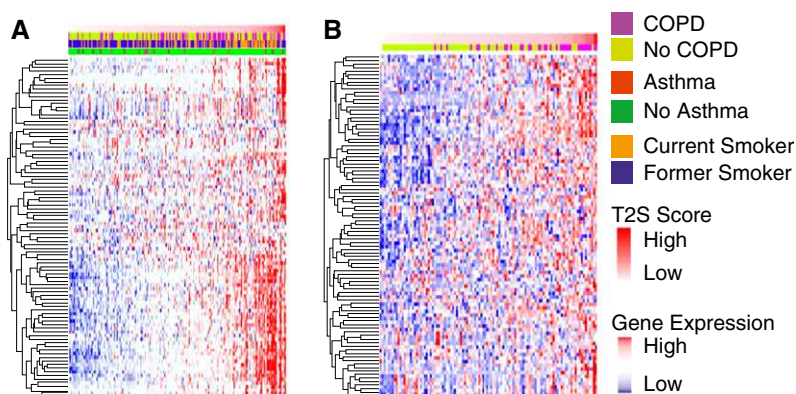 A
B
COPD
No COPD
Asthma
No Asthma
Current Smoker
Former Smoker
T2S Score
High
Low
Gene Expression
High
Low